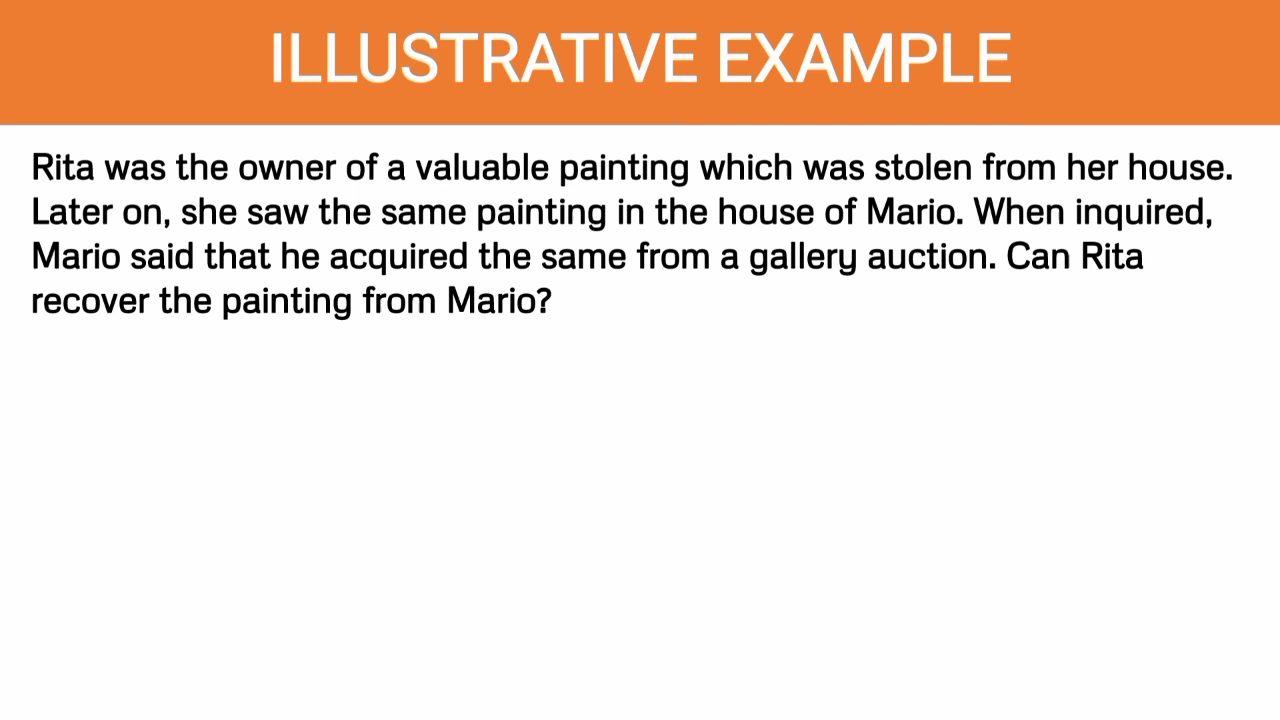 ILLUSTRATIVE EXAMPLE
Rita was the owner of a valuable painting which was stolen from her house.
Later on, she saw the same painting in the house of Mario. When inquired,
Mario said that he acquired the same from a gallery auction. Can Rita
recover the painting from Mario?